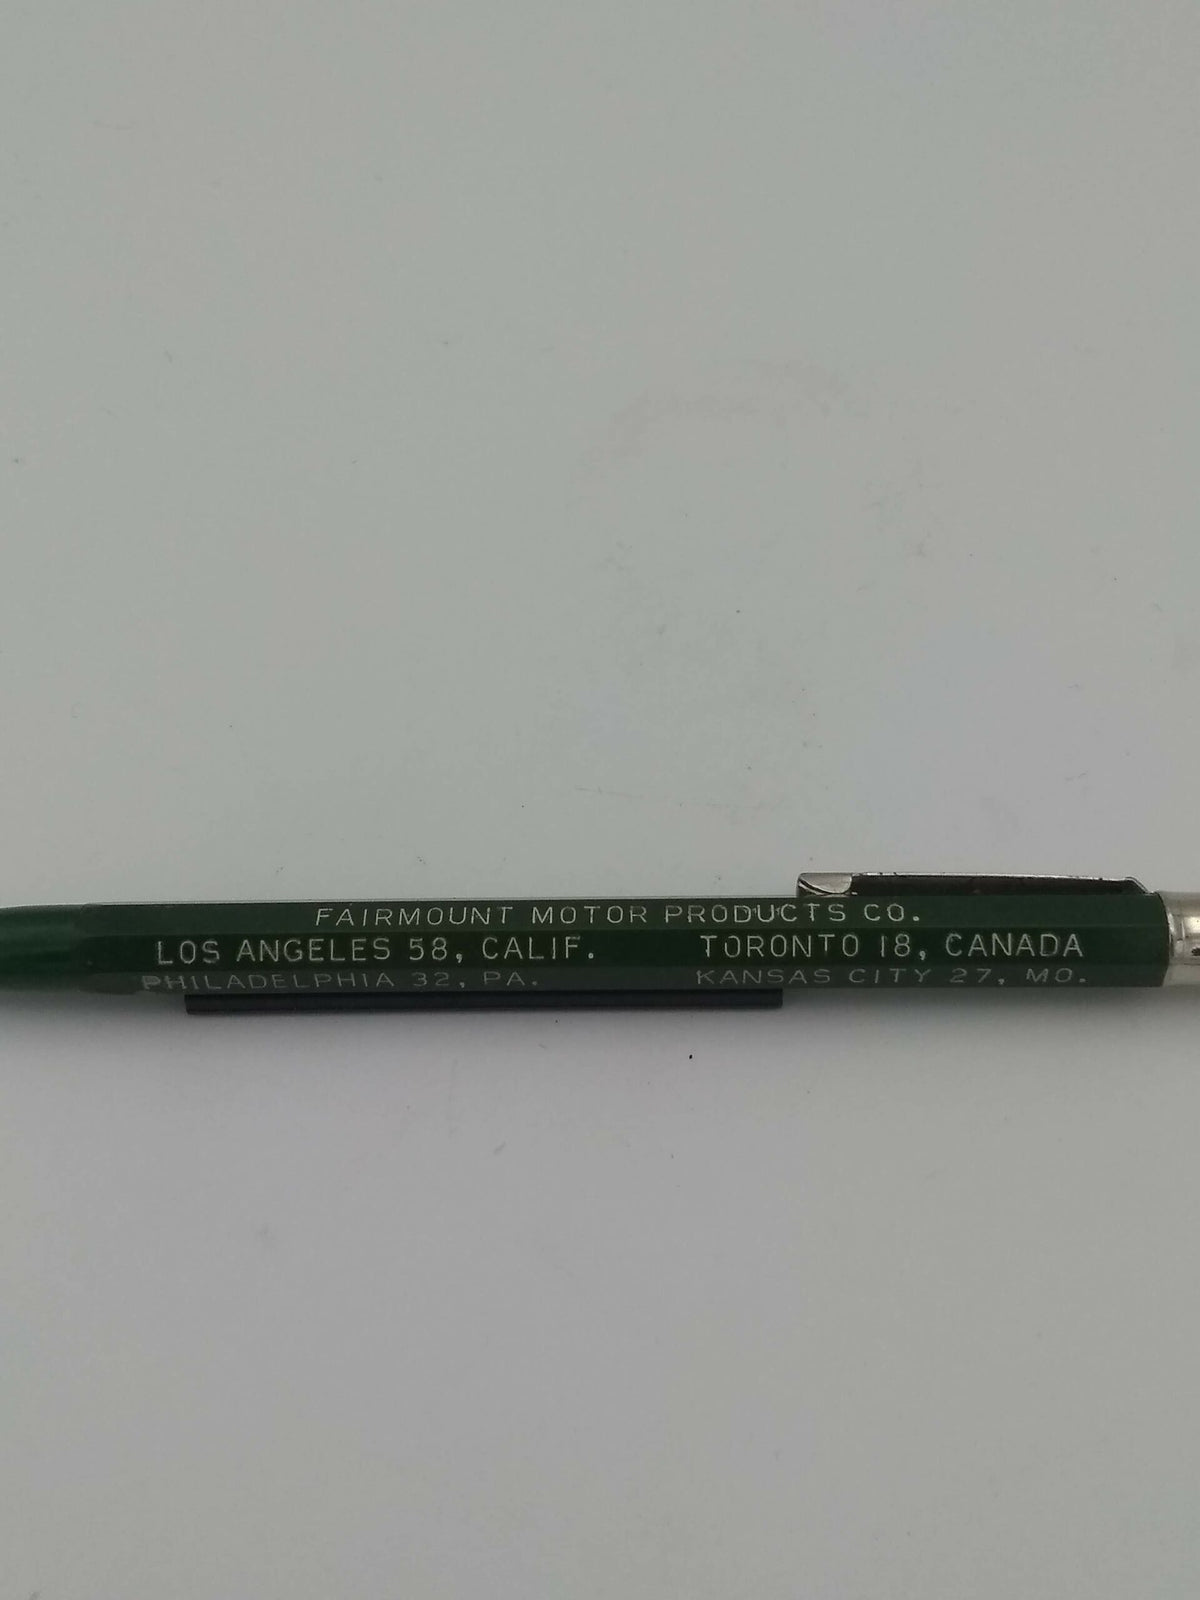 FAIRMOUNT MOTOR PRODUCTS CO.
LOS ANGELES 58, CALIF. TORONTO 18, CANADA
PHILADELPHIA 32, PA. KANSAS CITY 27, MO.